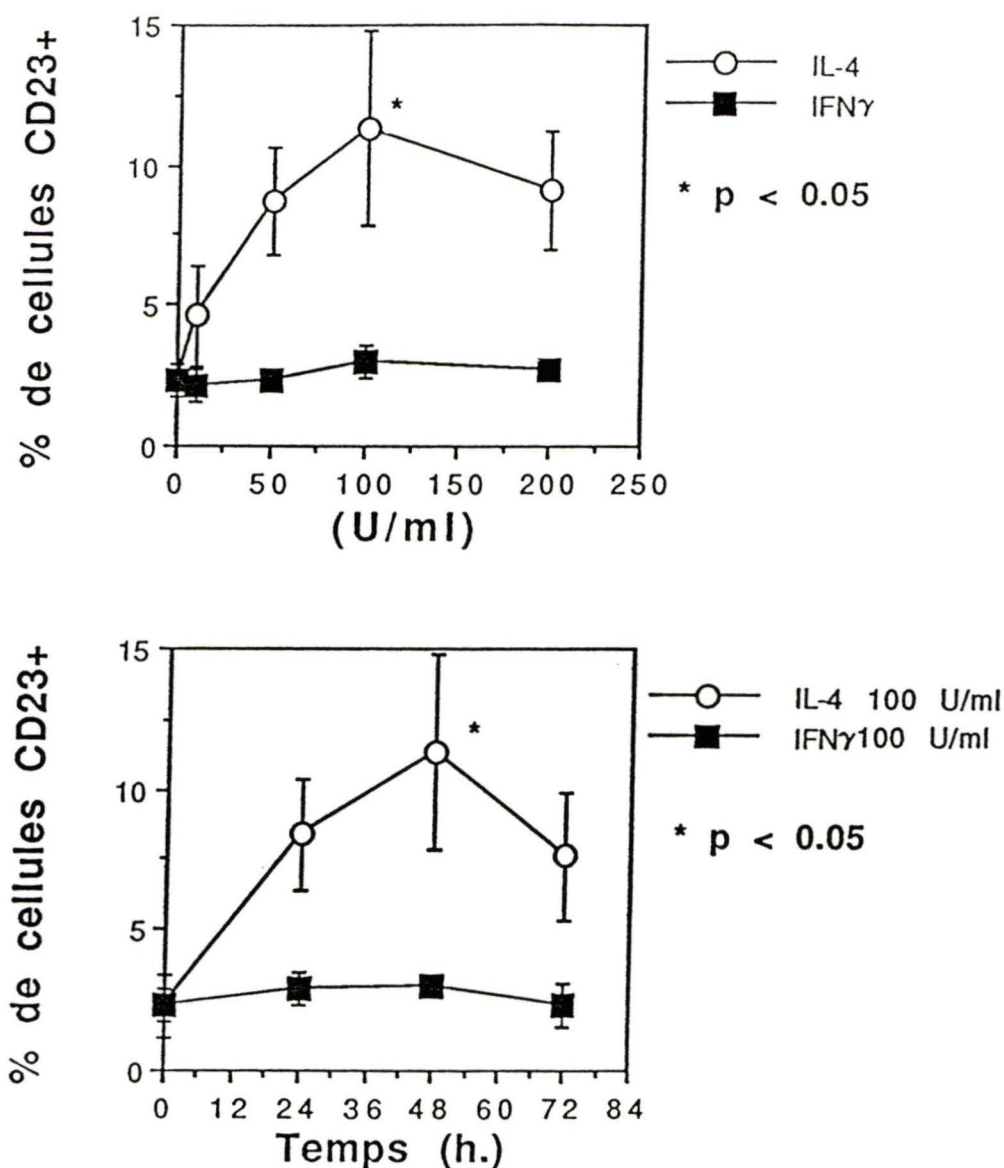 % de cellules CD23+
15
10
5
0
0 50 100 150 200 250
(U/ml)
*
IL-4
IFNγ
* p < 0.05
% de cellules CD23+
15
10
5
0
0 12 24 36 48 60 72 84
Temps (h.)
*
IL-4 100 U/ml
IFNγ100 U/ml
* p < 0.05